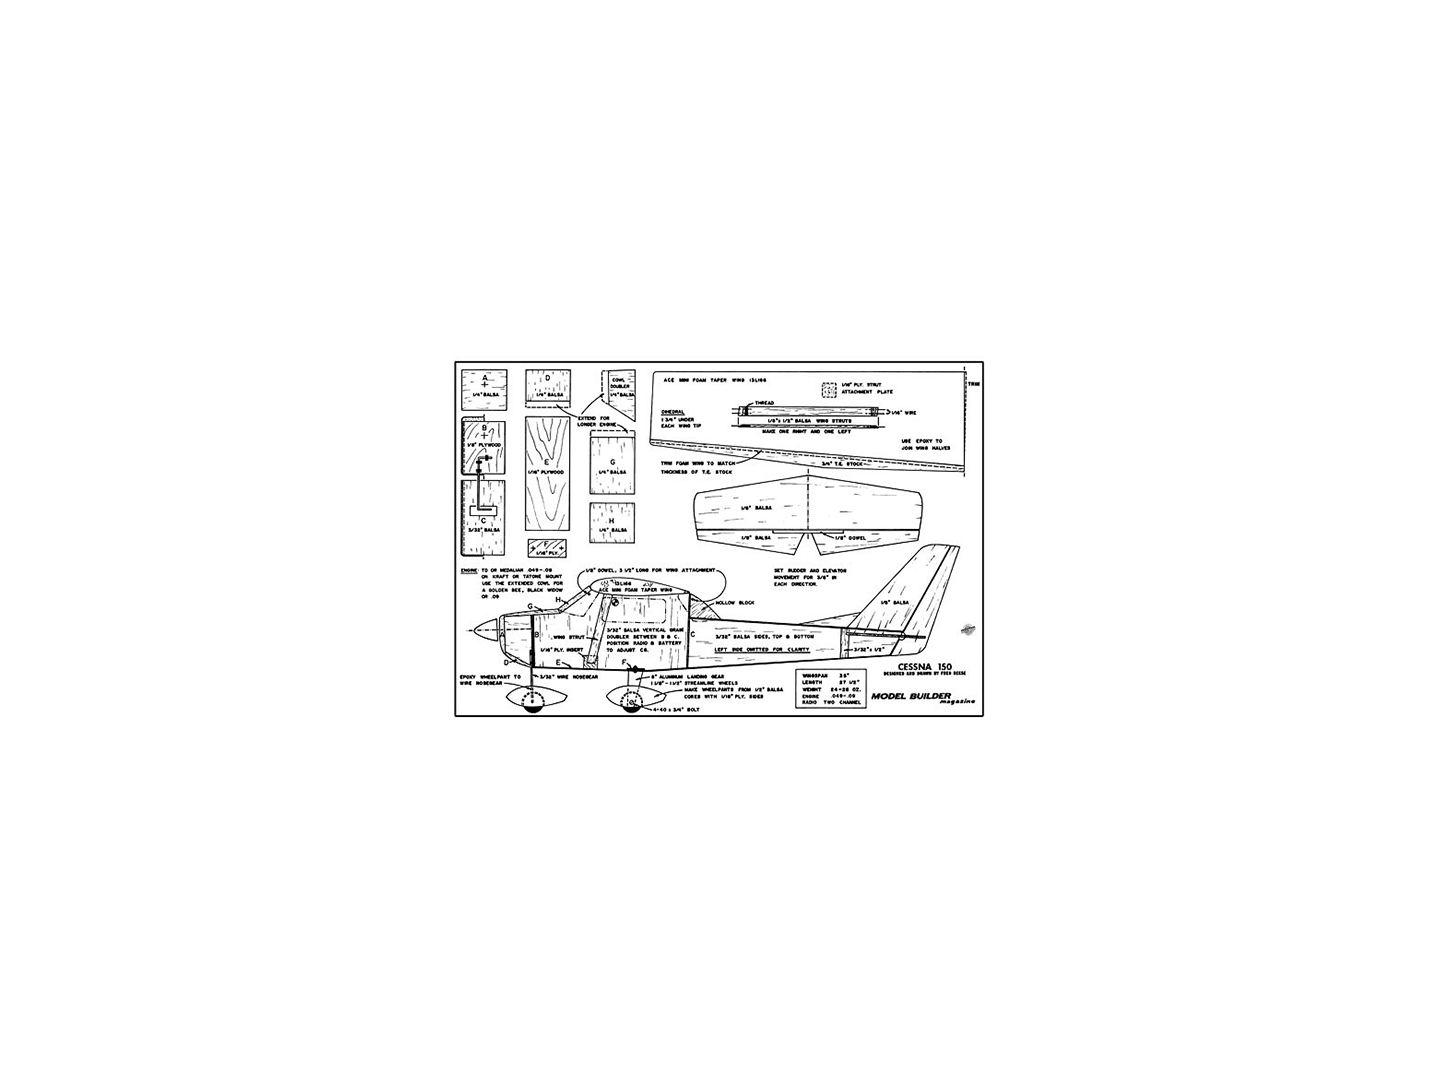 A
1/4" BALSA
D
1/4" BALSA
COWL
DOUBLER
1/4" BALSA
EXTEND FOR
LONGER ENGINE
B
1/8" PLYWOOD
E
1/16" PLYWOOD
G
1/4" BALSA
C
3/32" BALSA
H
1/4" BALSA
F
1/16" PLY.
ACE MINI FOAM TAPER WING 13L166
1/16" PLY. STRUT
ATTACHMENT PLATE
TRIM
THREAD
1/16" WIRE
DIHEDRAL
1 3/4" UNDER
EACH WING TIP
BALSA WING STRUTS
MAKE ONE RIGHT AND ONE LEFT
USE EPOXY TO
JOIN WING HALVES
TRIM FOAM WING TO MATCH
THICKNESS OF T.E. STOCK
3/4" T.E. STOCK
1/8" BALSA
1/8" BALSA
1/8" DOWEL
SET RUDDER AND ELEVATOR
MOVEMENT FOR 3/8" IN
EACH DIRECTION.
ENGINE: TD OR MEDALIAN .049-.09
ON KRAFT OR TATONE MOUNT
USE THE EXTENDED COWL FOR
A GOLDEN BEE, BLACK WIDOW
OR .09
1/8" DOWEL, 3 1/2" LONG FOR WING ATTACHMENT
13L166
ACE MINI FOAM TAPER WING
HOLLOW BLOCK
H
G
A
B
C
D
E
F
WING STRUT
1/16" PLY. INSERT
3/32" BALSA VERTICAL GRAIN
DOUBLER BETWEEN B & C.
POSITION RADIO & BATTERY
TO ADJUST CG.
3/32" BALSA SIDES, TOP & BOTTOM
LEFT SIDE OMITTED FOR CLARITY
3/32" x 1/2"
1/8" BALSA
EPOXY WHEELPANT TO
WIRE NOSEGEAR
3/32" WIRE NOSEGEAR
6" ALUMINUM LANDING GEAR
1 1/8" - 1 1/2" STREAMLINE WHEELS
MAKE WHEELPANTS FROM 1/2" BALSA
CORES WITH 1/16" PLY. SIDES
4-40 x 3/4" BOLT
WINGSPAN 35"
LENGTH 27 1/2"
WEIGHT 24-26 OZ.
ENGINE .049-.09
RADIO TWO CHANNEL
CESSNA 150
DESIGNED AND DRAWN BY FRED REESE
MODEL BUILDER
magazine